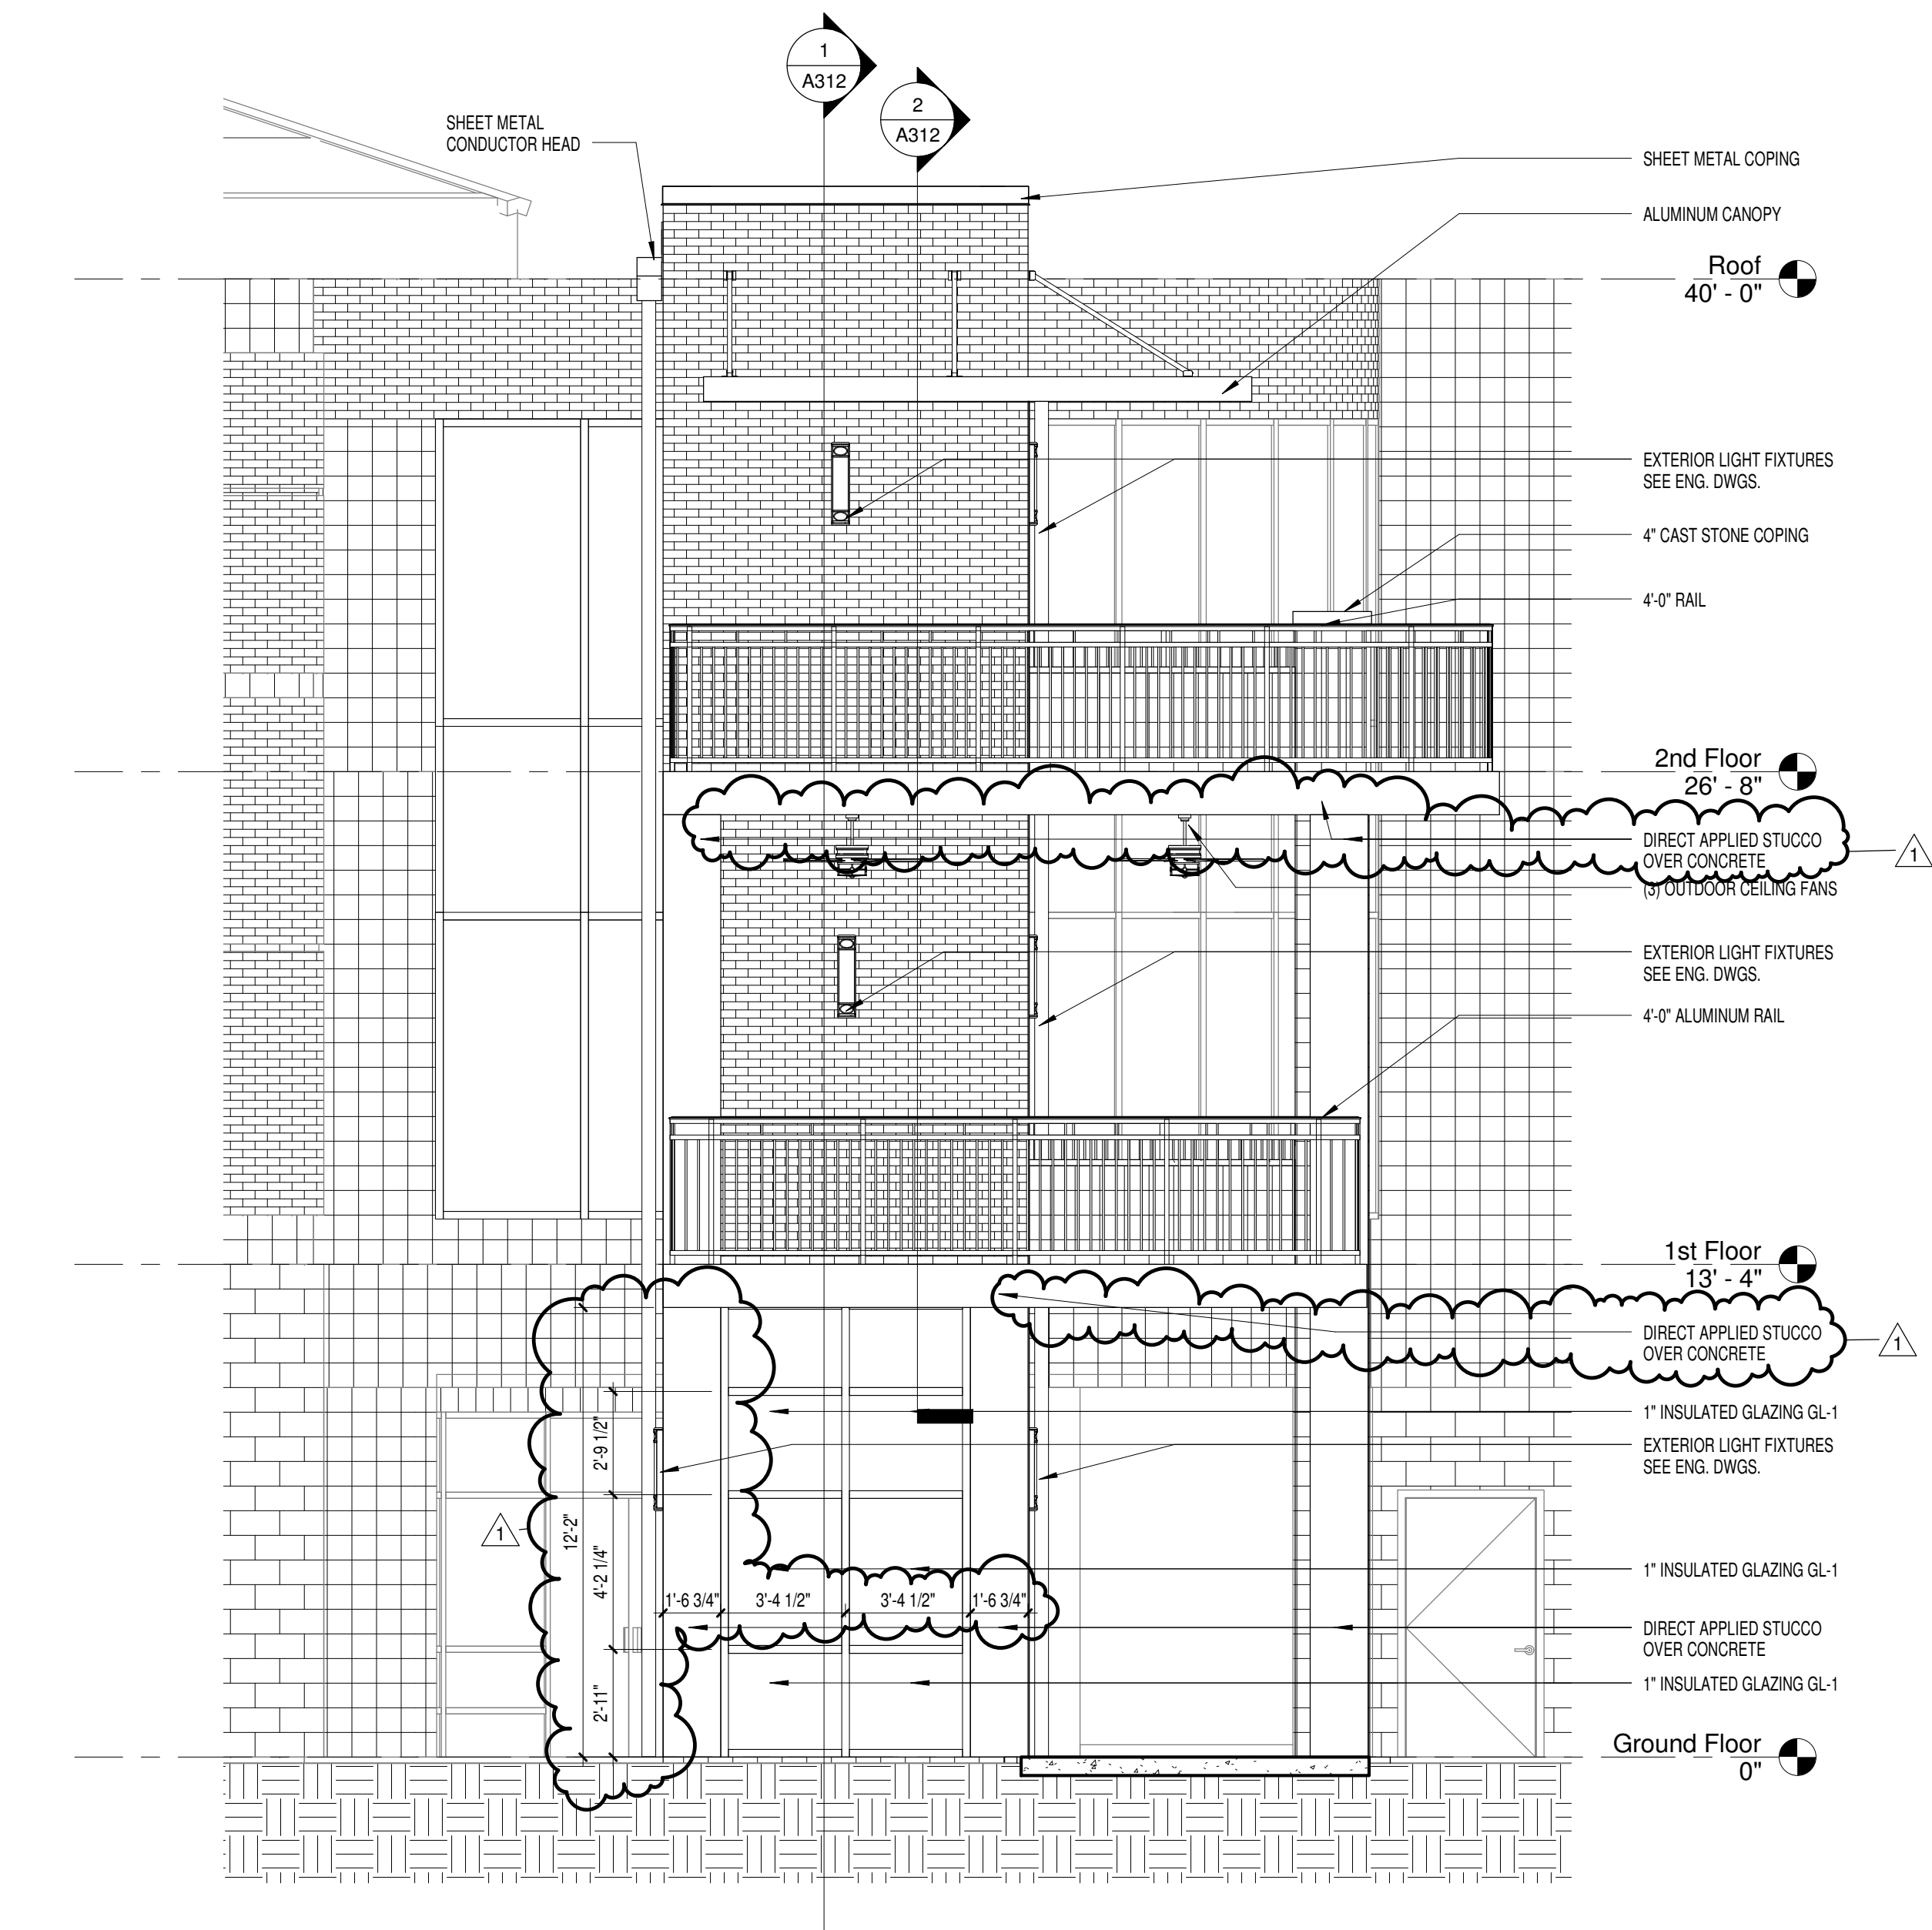 1
A312
2
A312
SHEET METAL
CONDUCTOR HEAD
SHEET METAL COPING
ALUMINUM CANOPY
Roof
40' - 0"
EXTERIOR LIGHT FIXTURES
SEE ENG. DWGS.
4" CAST STONE COPING
4'-0" RAIL
2nd Floor
26' - 8"
DIRECT APPLIED STUCCO
OVER CONCRETE
1
(3) OUTDOOR CEILING FANS
EXTERIOR LIGHT FIXTURES
SEE ENG. DWGS.
4'-0" ALUMINUM RAIL
1st Floor
13' - 4"
DIRECT APPLIED STUCCO
OVER CONCRETE
1
1" INSULATED GLAZING GL-1
EXTERIOR LIGHT FIXTURES
SEE ENG. DWGS.
2'-9 1/2"
12'-2"
1
4'-2 1/4"
1" INSULATED GLAZING GL-1
1'-6 3/4"
3'-4 1/2"
3'-4 1/2"
1'-6 3/4"
DIRECT APPLIED STUCCO
OVER CONCRETE
2'-11"
1" INSULATED GLAZING GL-1
Ground Floor
0"